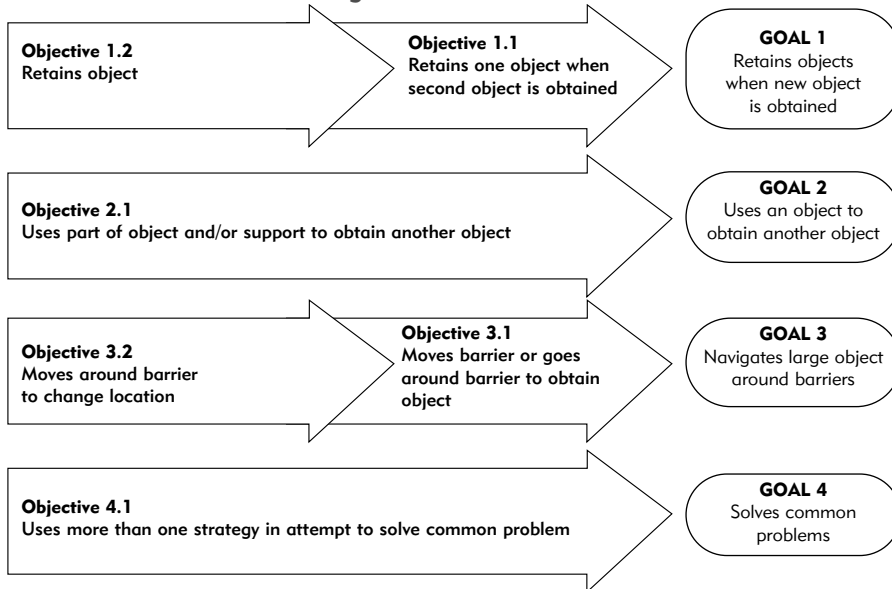 Objective 1.2
Retains object
Objective 1.1
Retains one object when
second object is obtained
GOAL 1
Retains objects
when new object
is obtained
Objective 2.1
Uses part of object and/or support to obtain another object
GOAL 2
Uses an object to
obtain another object
Objective 3.2
Moves around barrier
to change location
Objective 3.1
Moves barrier or goes
around barrier to obtain
object
GOAL 3
Navigates large object
around barriers
Objective 4.1
Uses more than one strategy in attempt to solve common problem
GOAL 4
Solves common
problems